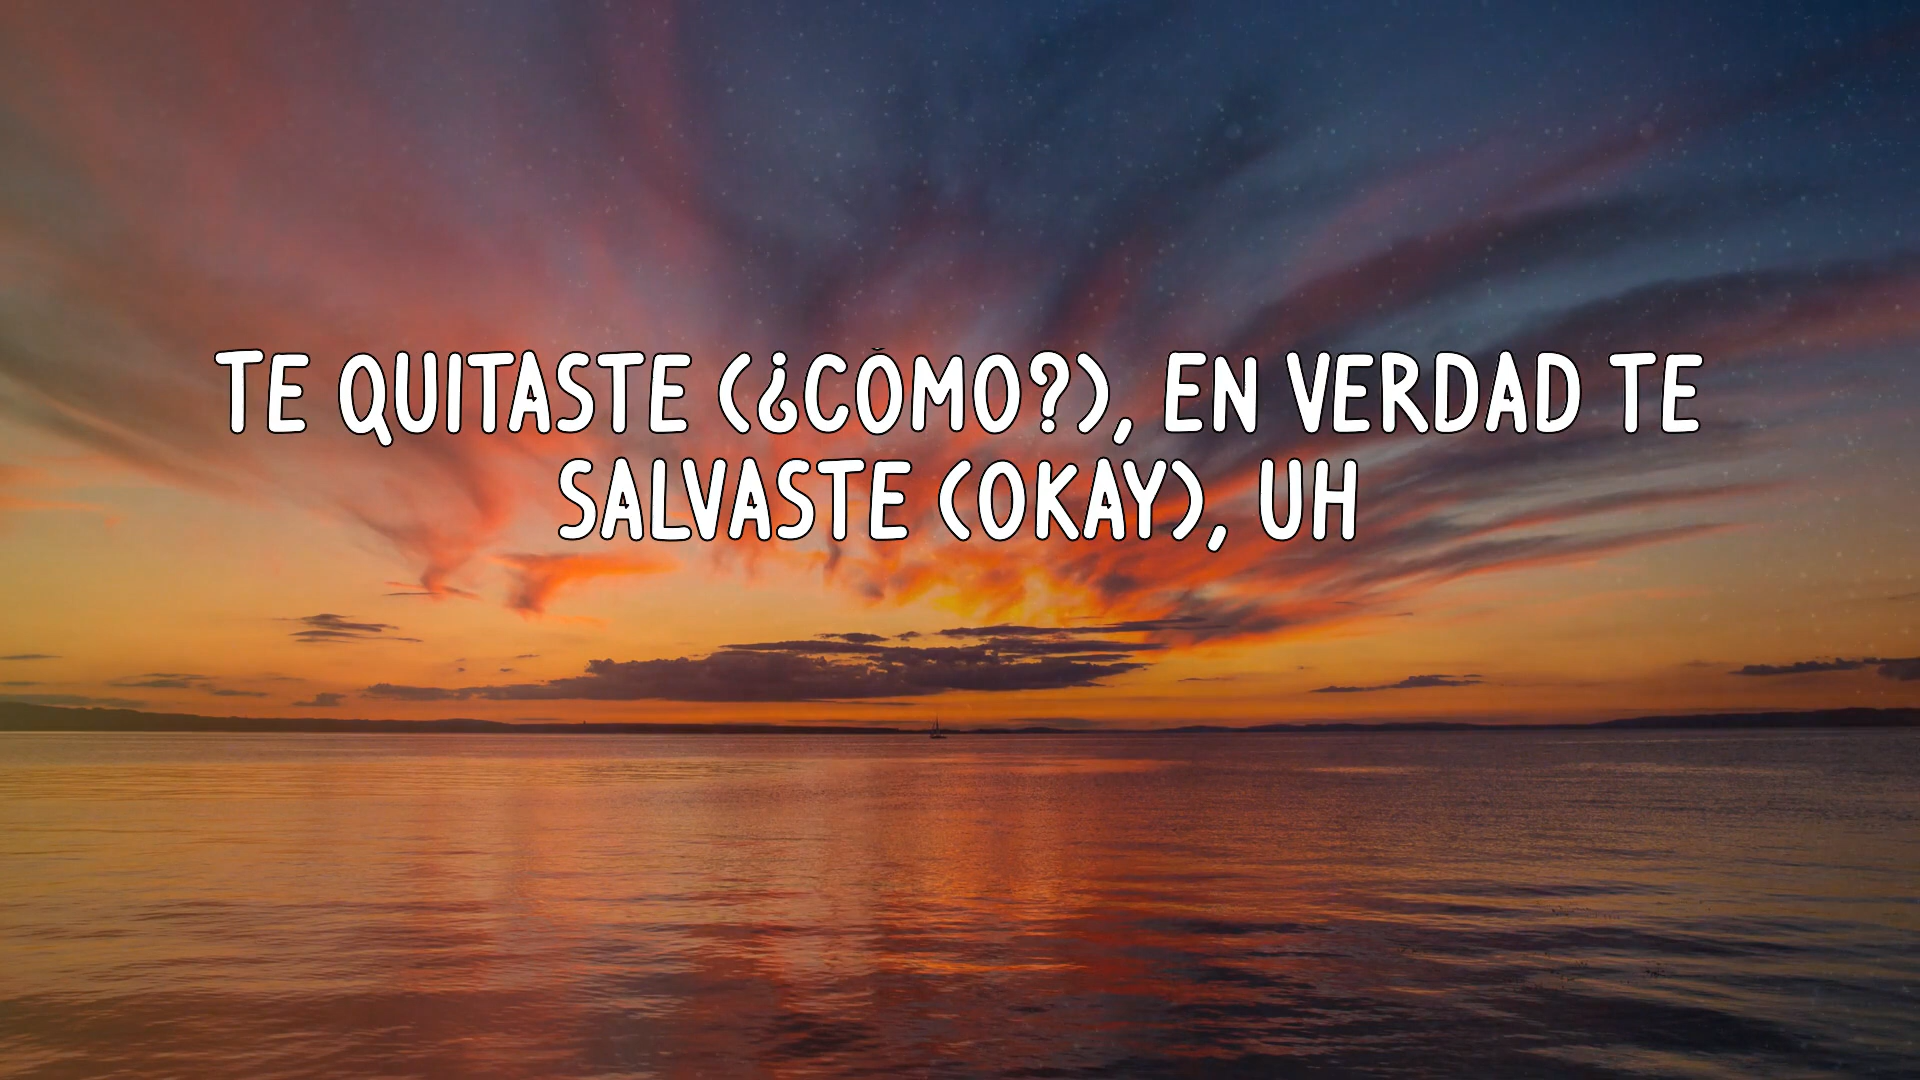 TE QUITASTE (¿CÓMO?), EN VERDAD TE
SALVASTE (OKAY), UH